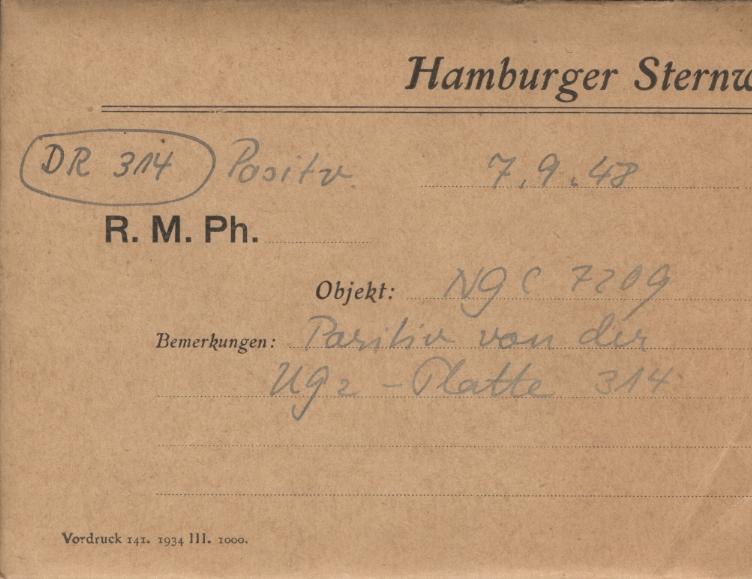 Hamburger Sternw
DR 314 Positiv 7.9.48
R. M. Ph.
Objekt: NGC 7209
Bemerkungen: Positiv von der
UG2 - Platte 314
Vordruck 141. 1934 III. 1000.